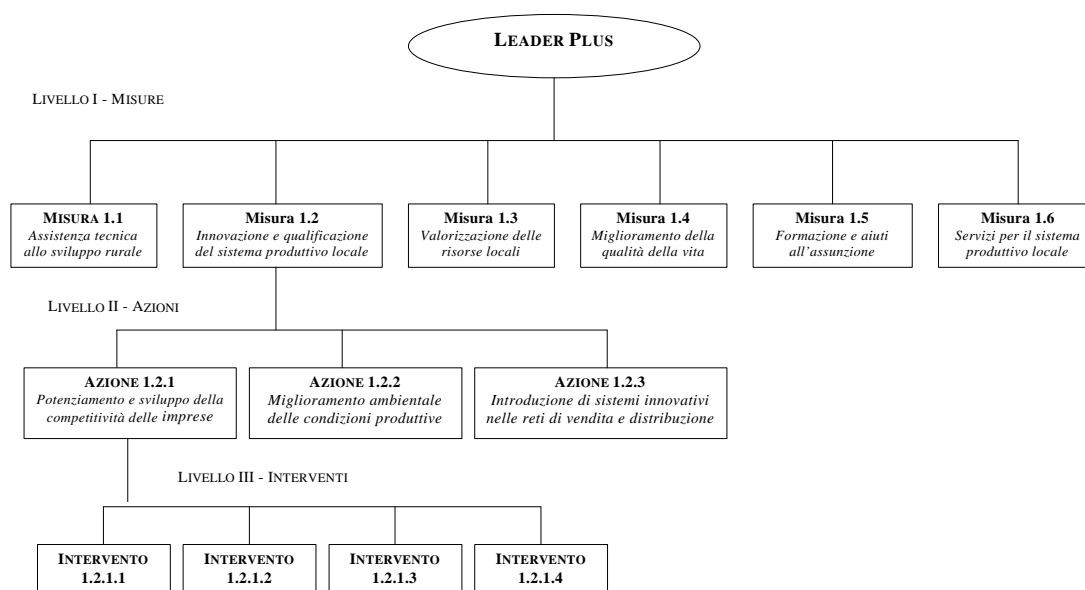 LEADER PLUS
LIVELLO I - MISURE
MISURA 1.1
Assistenza tecnica
allo sviluppo rurale
Misura 1.2
Innovazione e qualificazione
del sistema produttivo locale
Misura 1.3
Valorizzazione delle
risorse locali
Misura 1.4
Miglioramento della
qualità della vita
Misura 1.5
Formazione e aiuti
all'assunzione
Misura 1.6
Servizi per il sistema
produttivo locale
LIVELLO II - AZIONI
AZIONE 1.2.1
Potenziamento e sviluppo della
competitività delle imprese
AZIONE 1.2.2
Miglioramento ambientale
delle condizioni produttive
AZIONE 1.2.3
Introduzione di sistemi innovativi
nelle reti di vendita e distribuzione
LIVELLO III - INTERVENTI
INTERVENTO
1.2.1.1
INTERVENTO
1.2.1.2
INTERVENTO
1.2.1.3
INTERVENTO
1.2.1.4